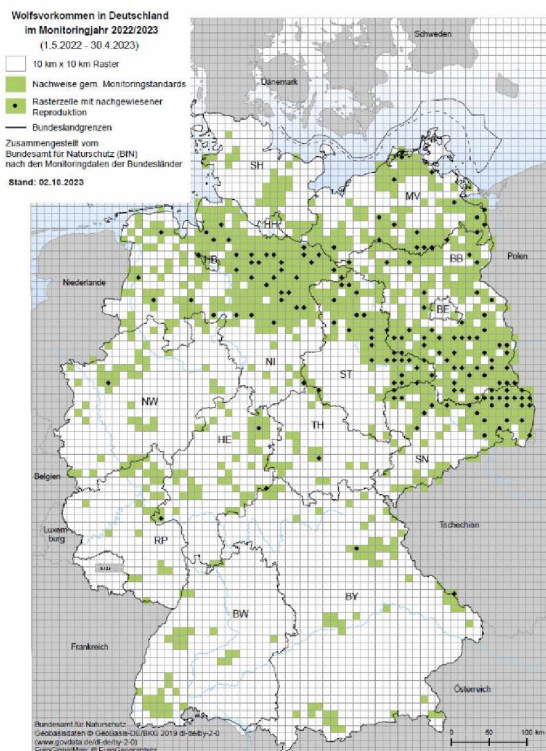 Wolfsvorkommen in Deutschland
im Monitoringjahr 2022/2023
(1.5.2022 - 30.4.2023)
10 km x 10 km Raster
Nachweise gem. Monitoringstandards
Rasterzelle mit nachgewiesener
Reproduktion
Bundeslandgrenzen
Zusammengestellt vom
Bundesamt für Naturschutz (BfN)
nach den Monitoringdaten der Bundesländer
Stand: 02.10.2023
Schweden
Dänemark
SH
MV
HH
HB
BB
Polen
Niederlande
BE
NI
ST
NW
HE
TH
SN
Belgien
Luxem-
burg
RP
Tschechien
BW
BY
Frankreich
Österreich
Bundesamt für Naturschutz
Geobasisdaten © GeoBasis-DE/BKG 2019 dl-de/by-2-0
(www.govdata.de/dl-de/by-2-0)
EuroGlobalMap: © EuroGeographics
0 50 100 km